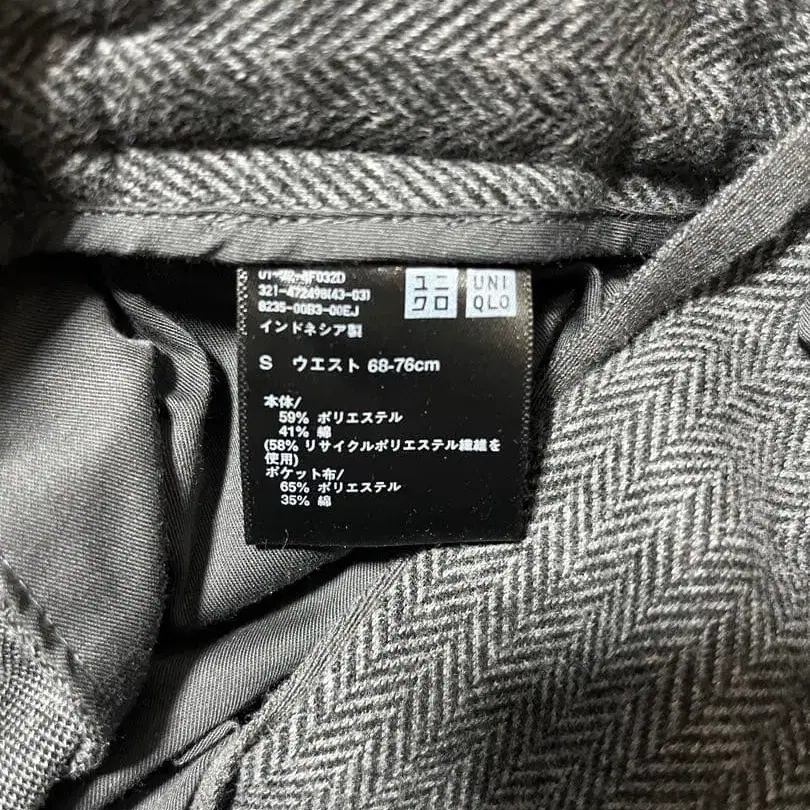 321-472498(43-03)
8235-00B3-00EJ
インドネシア製
ユニ
クロ
UNI
QLO
S ウエスト 68-76cm
本体/
59% ポリエステル
41% 綿
(58% リサイクルポリエステル繊維を
使用)
ポケット布/
65% ポリエステル
35% 綿